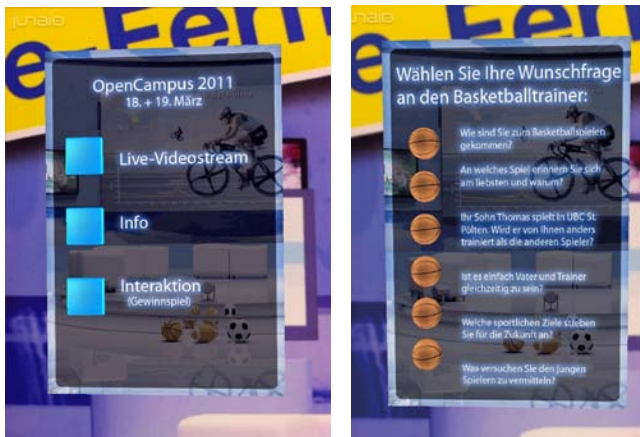 junaio
e-Fern
OpenCampus 2011
18. + 19. März
Live-Videostream
Info
Interaktion
(Gewinnspiel)
junaio
e-Fern
Wählen Sie Ihre Wunschfrage
an den Basketballtrainer:
Wie sind Sie zum Basketballspielen
gekommen?
An welches Spiel erinnern Sie sich
am liebsten und warum?
Ihr Sohn Thomas spielt in UBC St.
Pölten. Wird er von Ihnen anders
trainiert als die anderen Spieler?
Ist es einfach Vater und Trainer
gleichzeitig zu sein?
Welche sportlichen Ziele stieben
Sie für die Zukunft an?
Was versuchen Sie den jungen
Spielern zu vermitteln?